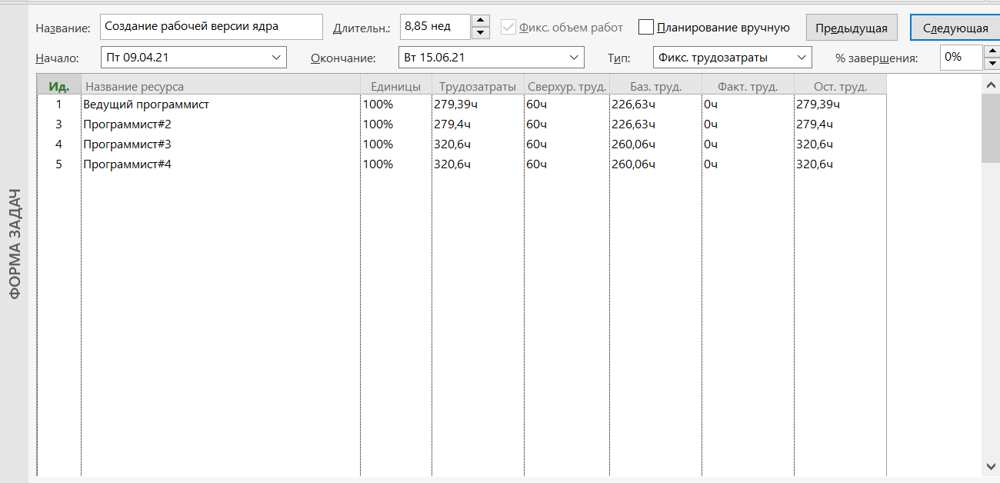 Название: Создание рабочей версии ядра Длительн.: 8,85 нед Фикс. объем работ Планирование вручную Предыдущая Следующая
Начало: Пт 09.04.21 Окончание: Вт 15.06.21 Тип: Фикс. трудозатраты % завершения: 0%
Ид. Название ресурса Единицы Трудозатраты Сверхур. труд. Баз. труд. Факт. труд. Ост. труд.
1 Ведущий программист 100% 279,39ч 60ч 226,63ч 0ч 279,39ч
3 Программист#2 100% 279,4ч 60ч 226,63ч 0ч 279,4ч
4 Программист#3 100% 320,6ч 60ч 260,06ч 0ч 320,6ч
5 Программист#4 100% 320,6ч 60ч 260,06ч 0ч 320,6ч
ФОРМА ЗАДАЧ